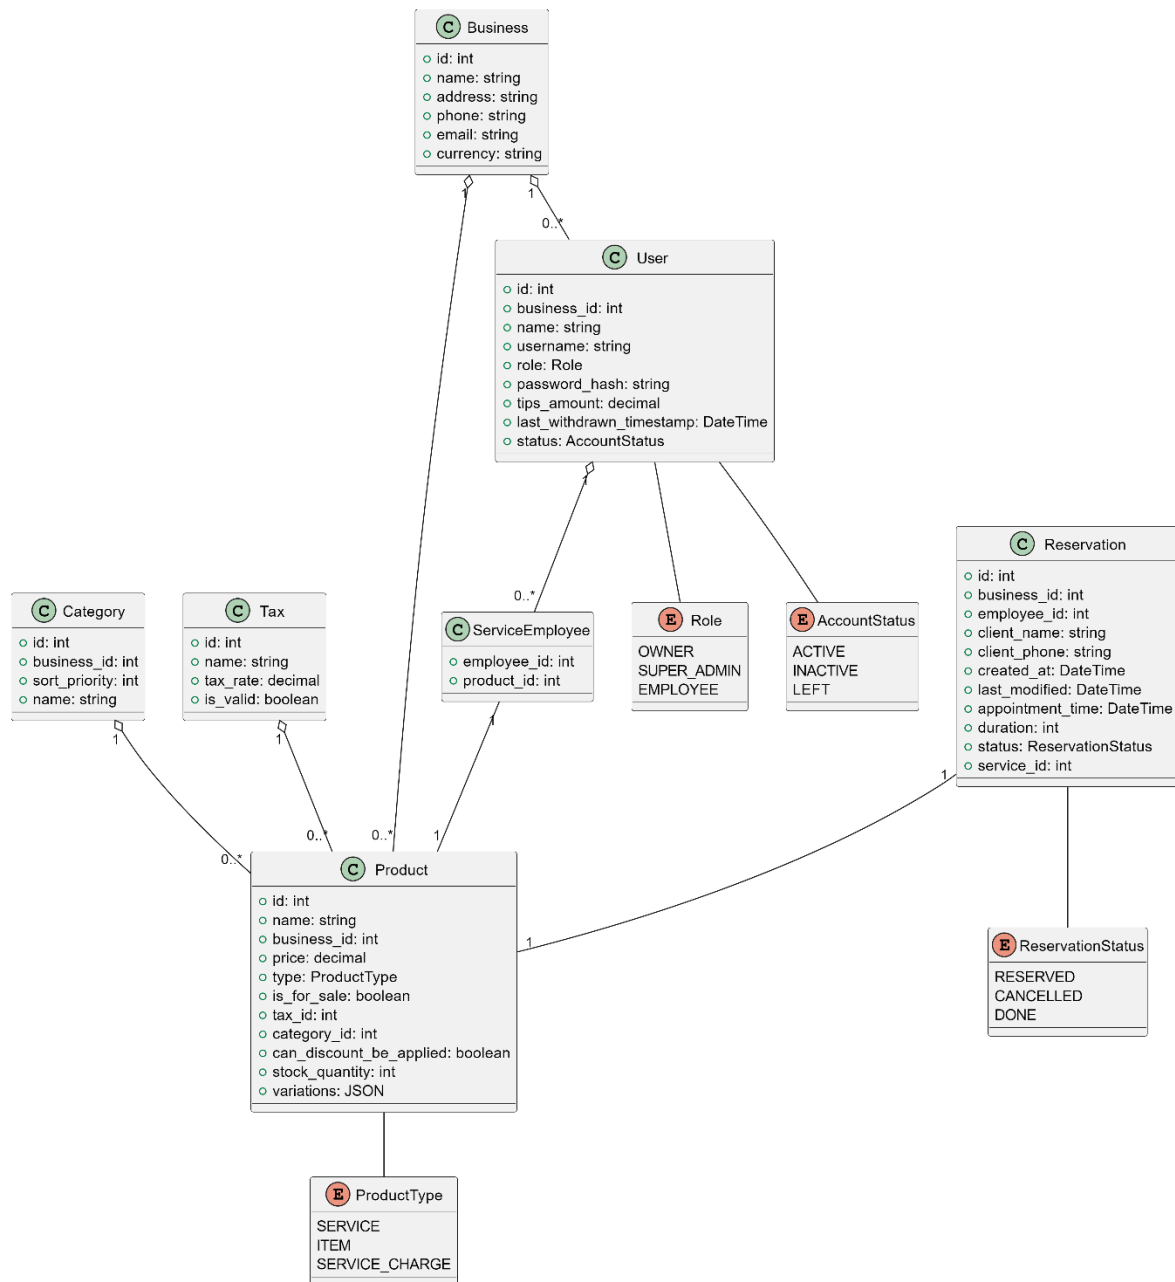 C Business
id: int
name: string
address: string
phone: string
email: string
currency: string
1
1
0..*
C User
id: int
business_id: int
name: string
username: string
role: Role
password_hash: string
tips_amount: decimal
last_withdrawn_timestamp: DateTime
status: AccountStatus
1
0..*
C Category
id: int
business_id: int
sort_priority: int
name: string
1
C Tax
id: int
name: string
tax_rate: decimal
is_valid: boolean
1
C ServiceEmployee
employee_id: int
product_id: int
1
E Role
OWNER
SUPER_ADMIN
EMPLOYEE
E AccountStatus
ACTIVE
INACTIVE
LEFT
C Reservation
id: int
business_id: int
employee_id: int
client_name: string
client_phone: string
created_at: DateTime
last_modified: DateTime
appointment_time: DateTime
duration: int
status: ReservationStatus
service_id: int
1
0..*
0..*
0..*
1
C Product
id: int
name: string
business_id: int
price: decimal
type: ProductType
is_for_sale: boolean
tax_id: int
category_id: int
can_discount_be_applied: boolean
stock_quantity: int
variations: JSON
1
E ReservationStatus
RESERVED
CANCELLED
DONE
E ProductType
SERVICE
ITEM
SERVICE_CHARGE